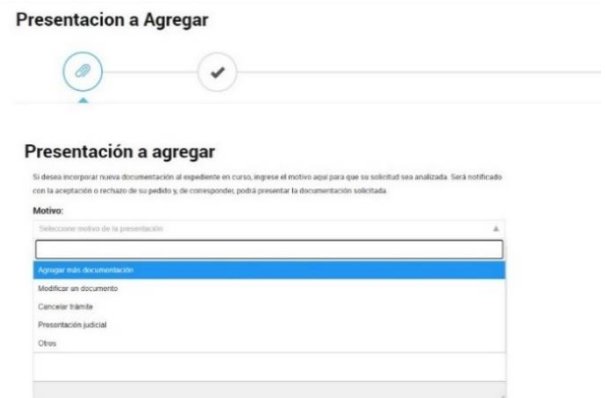 Presentacion a Agregar
Presentación a agregar
Si desea incorporar nueva documentación al expediente en curso, ingrese el motivo aquí para que su solicitud sea analizada. Será notificado
con la aceptación o rechazo de su pedido y, de corresponder, podrá presentar la documentación solicitada.
Motivo:
Seleccione motivo de la presentación
Agregar más documentación
Modificar un documento
Cancelar trámite
Presentación judicial
Otros